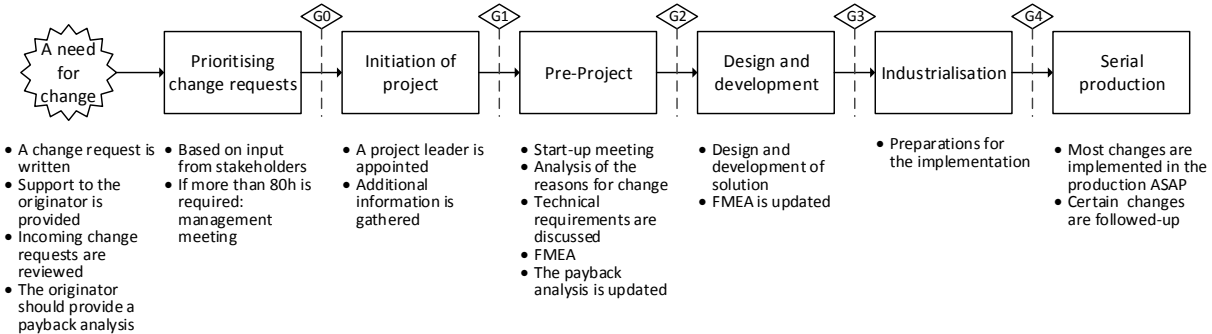 G0
G1
G2
G3
G4
A need
for
change
Prioritising
change requests
Initiation of
project
Pre-Project
Design and
development
Industrialisation
Serial
production
• A change request is
written
• Support to the
originator is
provided
• Incoming change
requests are
reviewed
• The originator
should provide a
payback analysis
• Based on input
from stakeholders
• If more than 80h is
required:
management
meeting
• A project leader is
appointed
• Additional
information is
gathered
• Start-up meeting
• Analysis of the
reasons for change
• Technical
requirements are
discussed
• FMEA
• The payback
analysis is updated
• Design and
development of
solution
• FMEA is updated
• Preparations for
the implementation
• Most changes are
implemented in the
production ASAP
• Certain changes
are followed-up